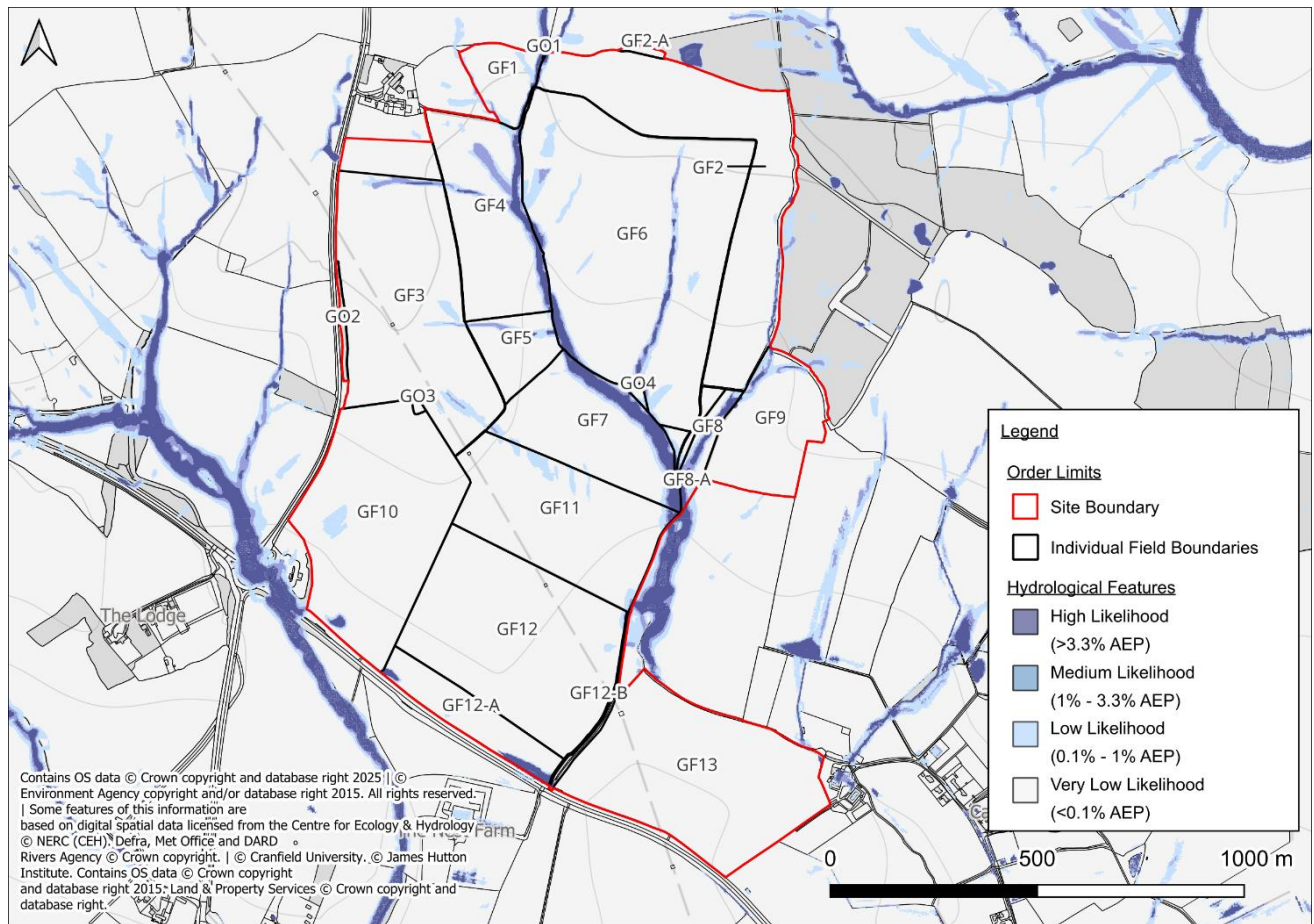 GO1
GF2-A
GF1
GF2
GF4
GF6
GF3
GO2
GF5
GO3
GO4
GF7
GF8
GF9
GF8-A
GF10
GF11
GF12
The Lodge
GF12-B
GF12-A
GF13
Legend
Order Limits
Site Boundary
Individual Field Boundaries
Hydrological Features
High Likelihood
(>3.3% AEP)
Medium Likelihood
(1% - 3.3% AEP)
Low Likelihood
(0.1% - 1% AEP)
Very Low Likelihood
(<0.1% AEP)
Contains OS data © Crown copyright and database right 2025 | ©
Environment Agency copyright and/or database right 2015. All rights reserved.
| Some features of this information are
based on digital spatial data licensed from the Centre for Ecology & Hydrology
© NERC (CEH). Defra, Met Office and DARD
Rivers Agency © Crown copyright. | © Cranfield University. © James Hutton
Institute. Contains OS data © Crown copyright
and database right 2015. Land & Property Services © Crown copyright and
database right.
Farm
0
500
1000 m